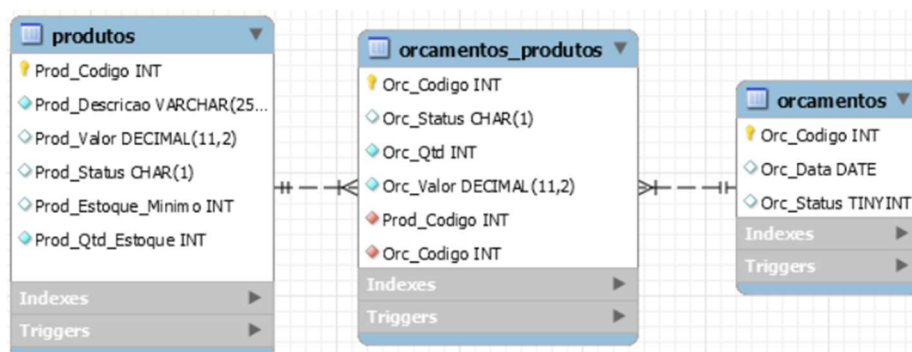 produtos
Prod_Codigo INT
Prod_Descricao VARCHAR(25...
Prod_Valor DECIMAL(11,2)
Prod_Status CHAR(1)
Prod_Estoque_Minimo INT
Prod_Qtd_Estoque INT
Indexes
Triggers
orcamentos_produtos
Orc_Codigo INT
Orc_Status CHAR(1)
Orc_Qtd INT
Orc_Valor DECIMAL(11,2)
Prod_Codigo INT
Orc_Codigo INT
Indexes
Triggers
orcamentos
Orc_Codigo INT
Orc_Data DATE
Orc_Status TINYINT
Indexes
Triggers